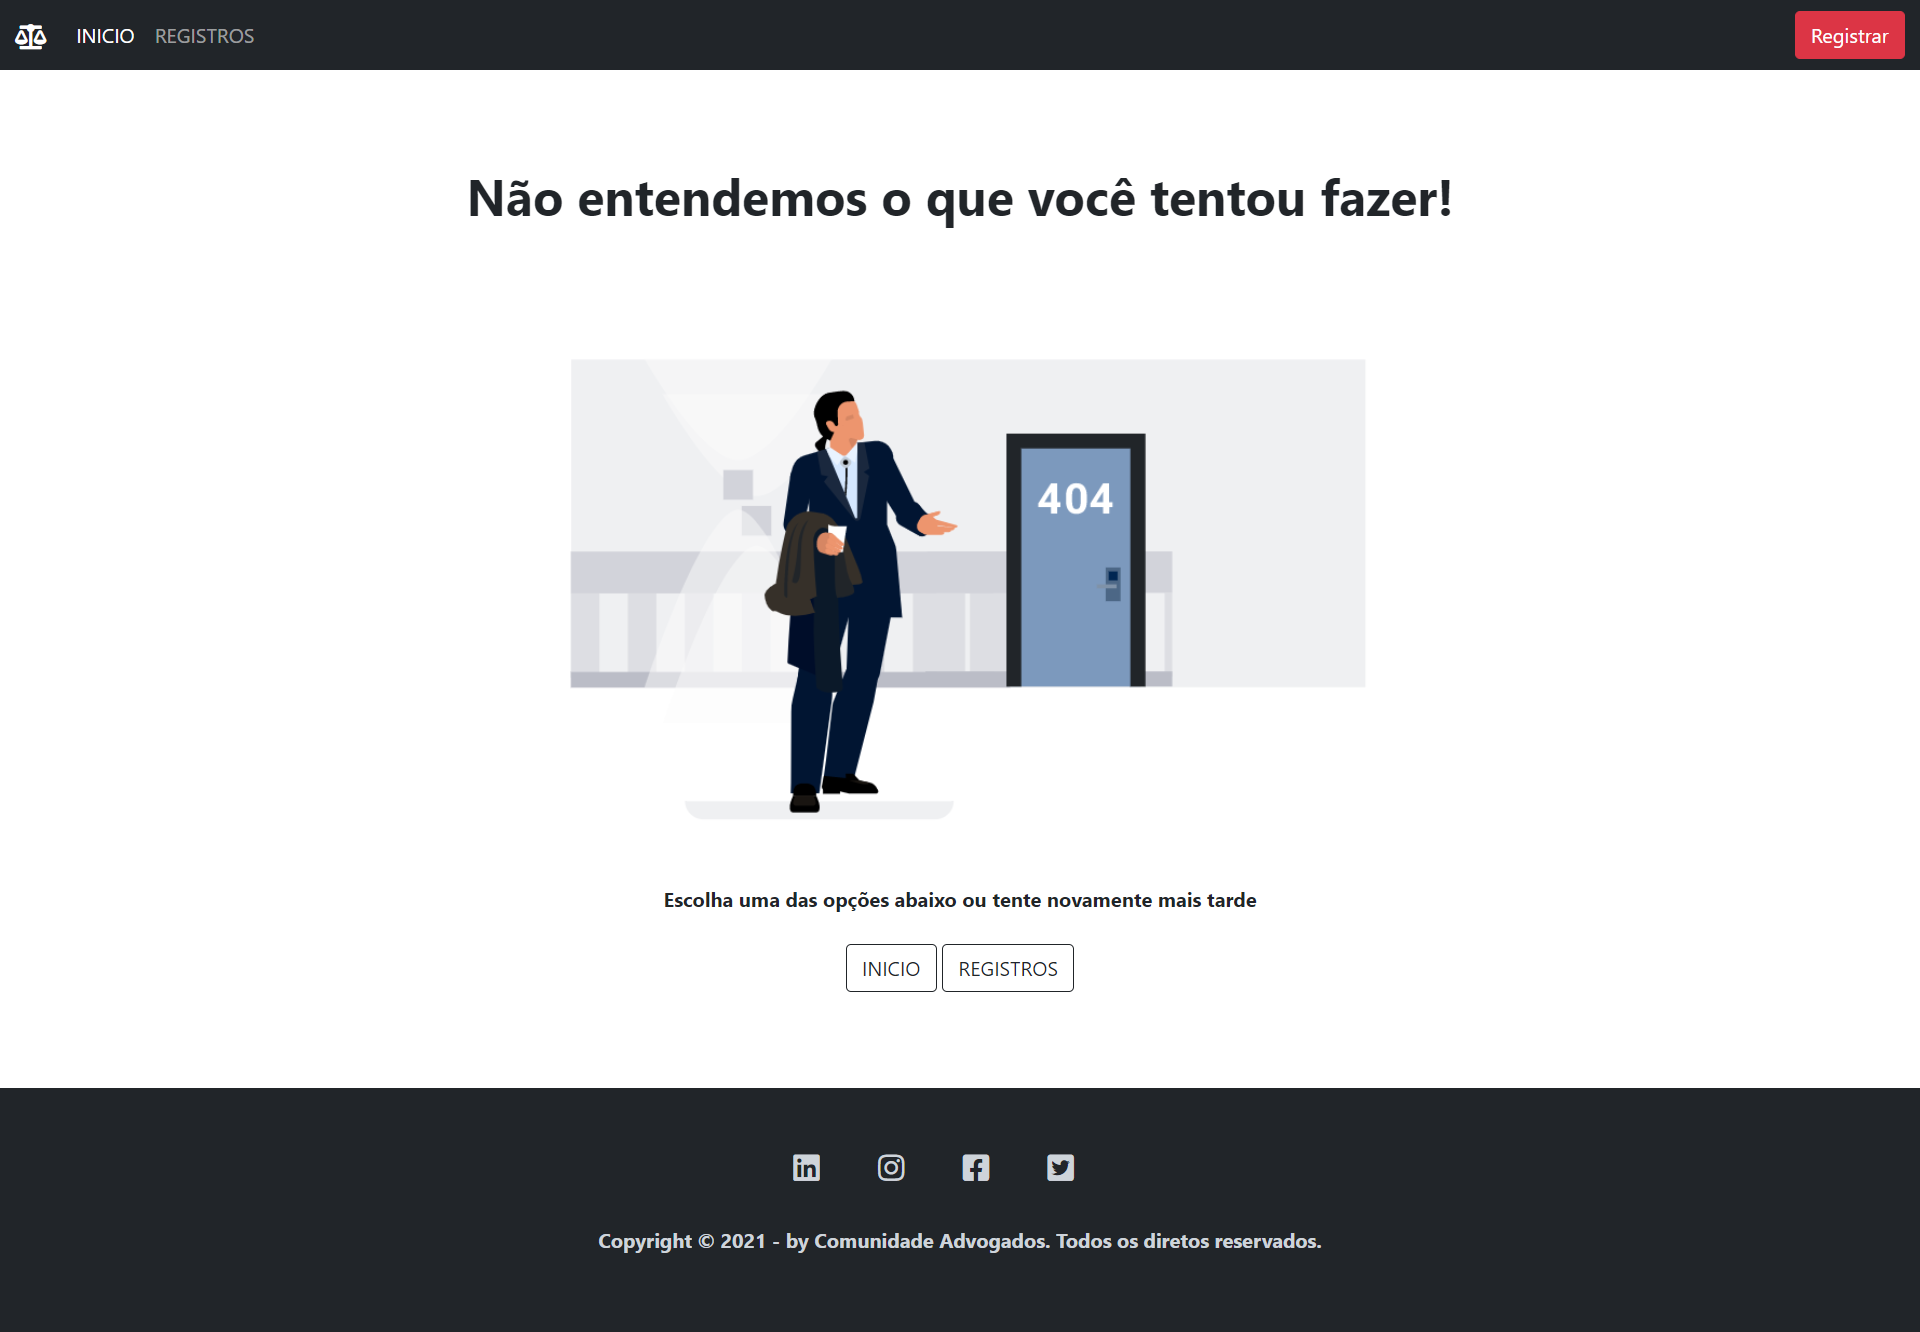 INICIO REGISTROS Registrar
Não entendemos o que você tentou fazer!
404
Escolha uma das opções abaixo ou tente novamente mais tarde
INICIO REGISTROS
Copyright © 2021 - by Comunidade Advogados. Todos os diretos reservados.